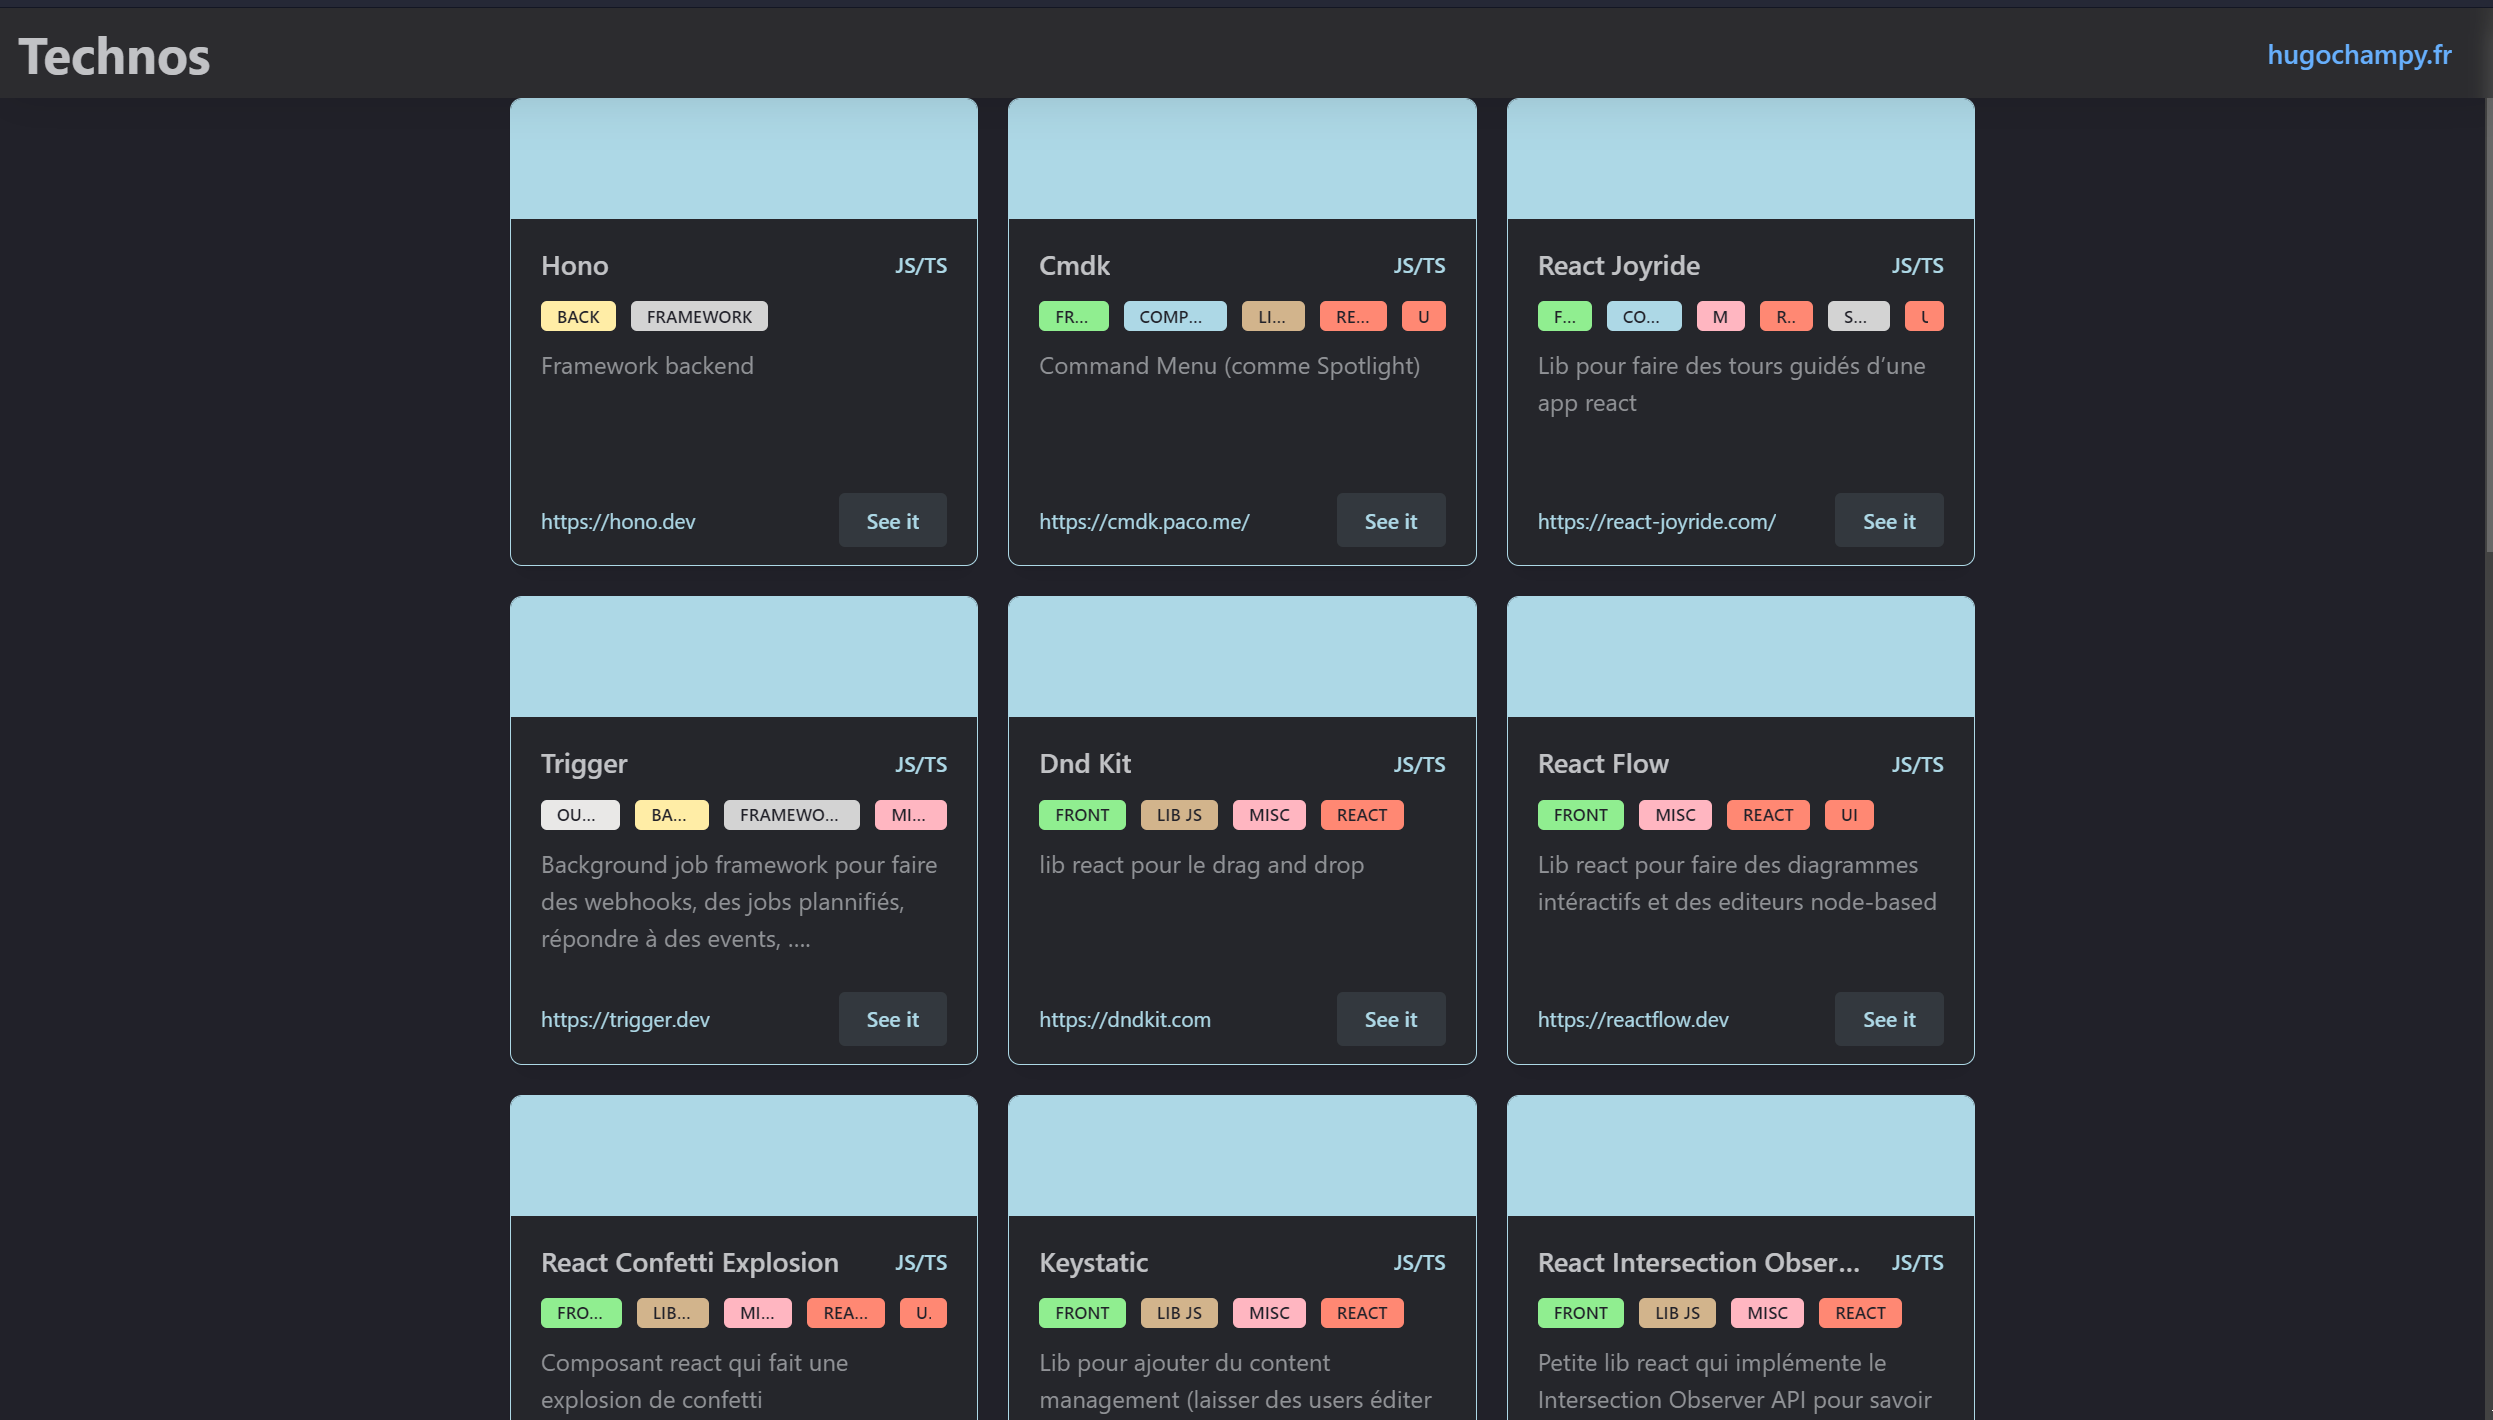 Technos
hugochampy.fr
Hono JS/TS
BACK FRAMEWORK
Framework backend
https://hono.dev See it
Cmdk JS/TS
FR... COMP... LI... RE... U
Command Menu (comme Spotlight)
https://cmdk.paco.me/ See it
React Joyride JS/TS
F... CO... M R.. S... U
Lib pour faire des tours guidés d’une
app react
https://react-joyride.com/ See it
Trigger JS/TS
OU... BA... FRAMEWO... MI...
Background job framework pour faire
des webhooks, des jobs plannifiés,
répondre à des events, ....
https://trigger.dev See it
Dnd Kit JS/TS
FRONT LIB JS MISC REACT
lib react pour le drag and drop
https://dndkit.com See it
React Flow JS/TS
FRONT MISC REACT UI
Lib react pour faire des diagrammes
intéractifs et des editeurs node-based
https://reactflow.dev See it
React Confetti Explosion JS/TS
FRO... LIB... MI... REA... U.
Composant react qui fait une
explosion de confetti
Keystatic JS/TS
FRONT LIB JS MISC REACT
Lib pour ajouter du content
management (laisser des users éditer
React Intersection Obser... JS/TS
FRONT LIB JS MISC REACT
Petite lib react qui implémente le
Intersection Observer API pour savoir